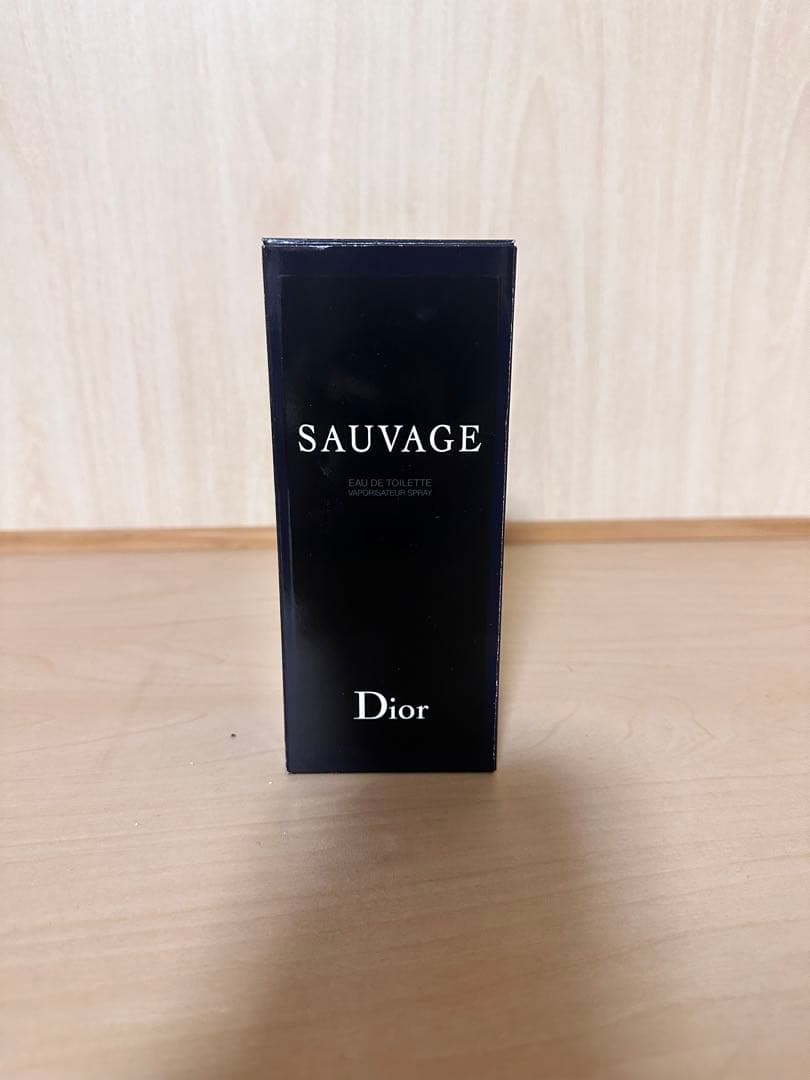 SAUVAGE
EAU DE TOILETTE
VAPORISATEUR SPRAY
Dior